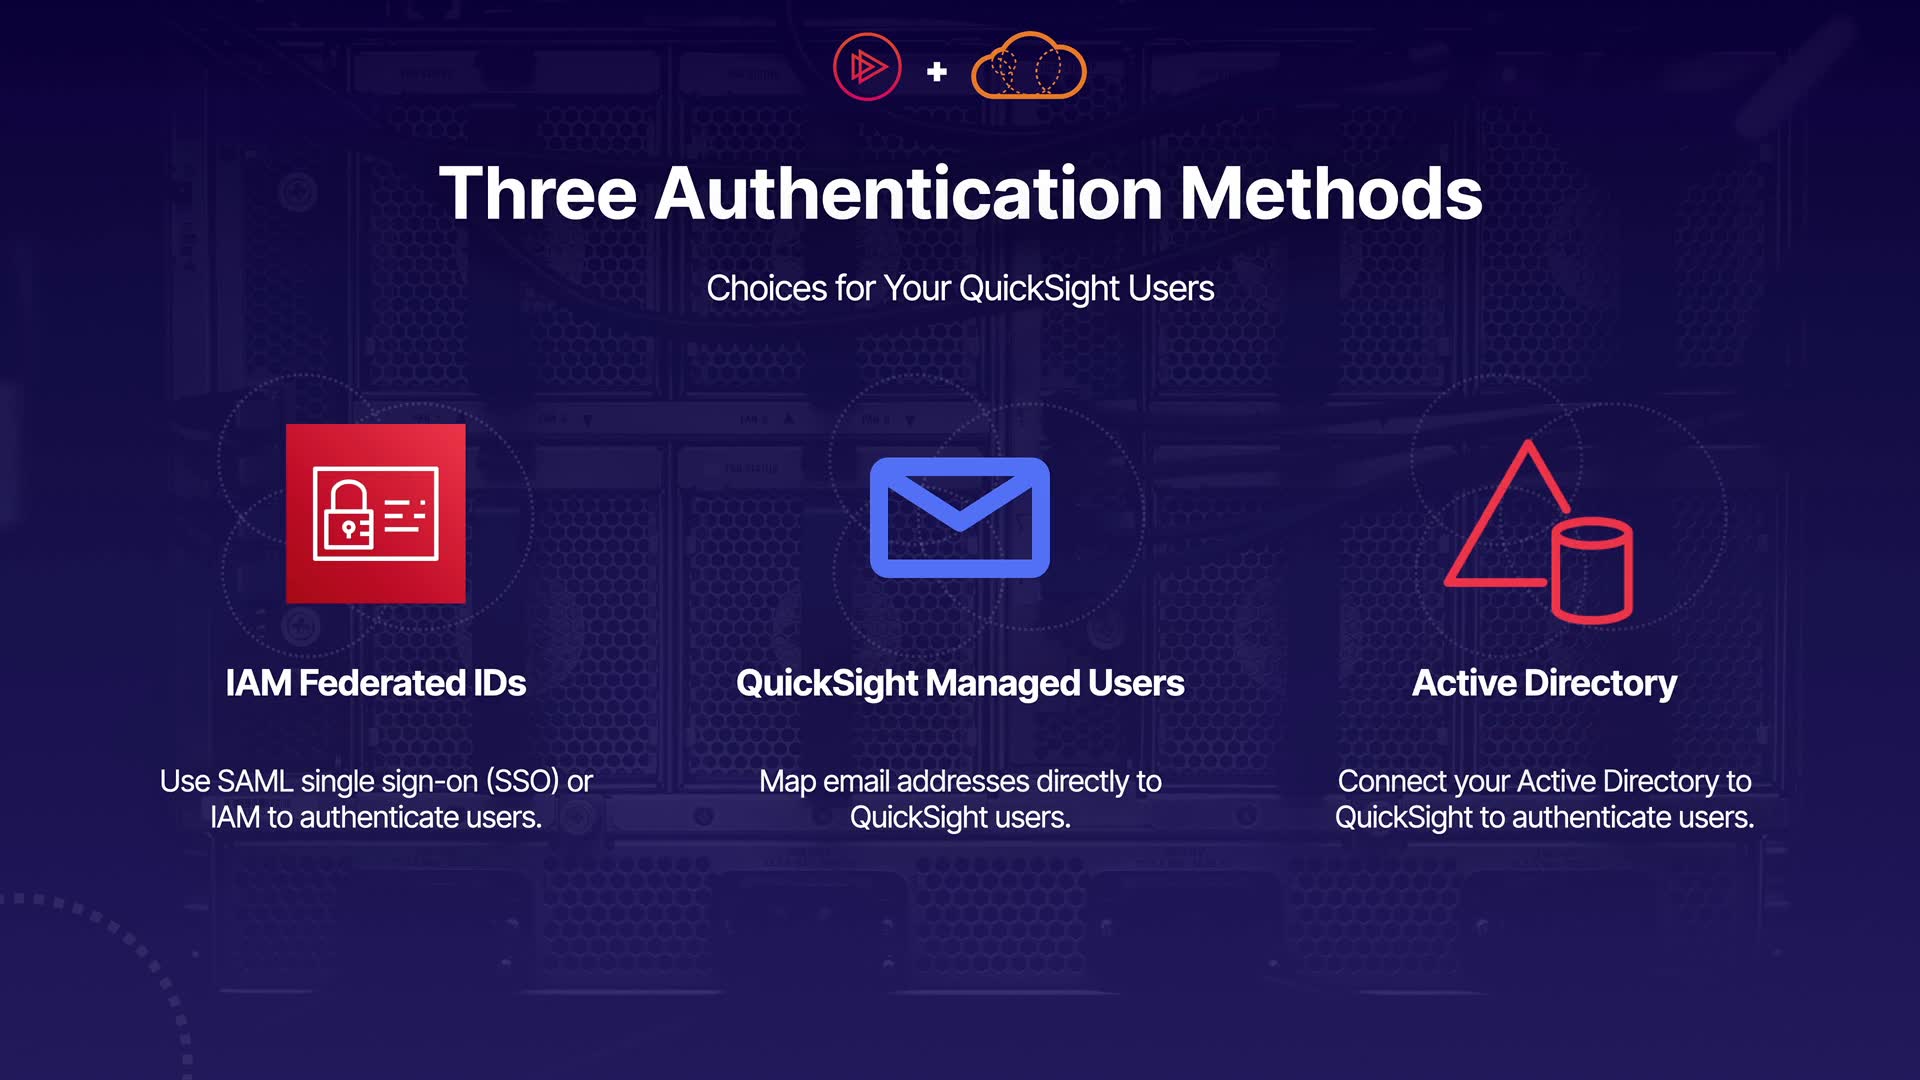 Three Authentication Methods
Choices for Your QuickSight Users
IAM Federated IDs
Use SAML single sign-on (SSO) or
IAM to authenticate users.
QuickSight Managed Users
Map email addresses directly to
QuickSight users.
Active Directory
Connect your Active Directory to
QuickSight to authenticate users.